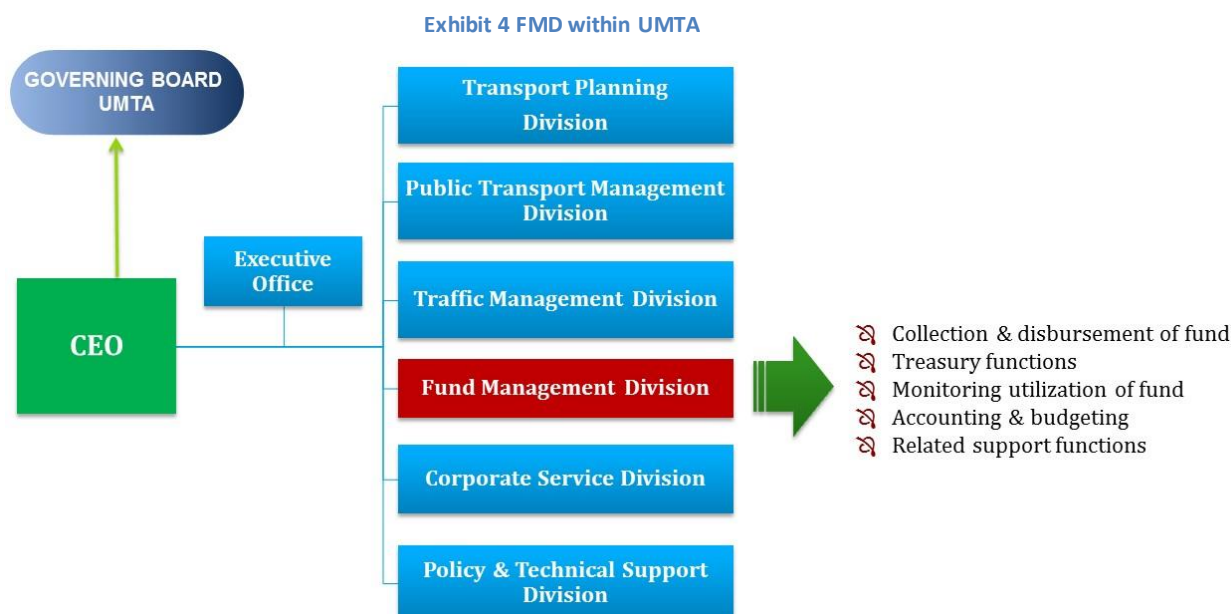 Exhibit 4 FMD within UMTA
GOVERNING BOARD
UMTA
CEO
Executive
Office
Transport Planning
Division
Public Transport Management
Division
Traffic Management Division
Fund Management Division
Corporate Service Division
Policy & Technical Support
Division
Collection & disbursement of fund
Treasury functions
Monitoring utilization of fund
Accounting & budgeting
Related support functions